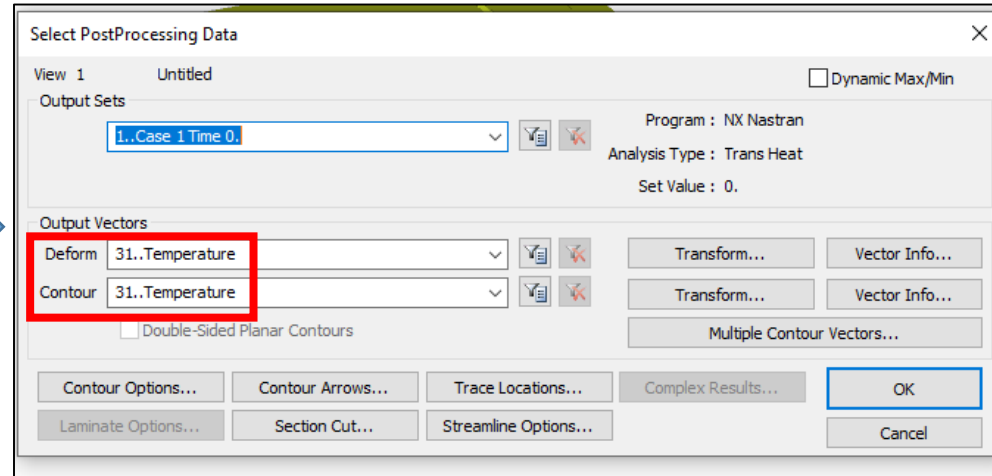 Select PostProcessing Data
View 1 Untitled
Dynamic Max/Min
Output Sets
1..Case 1 Time 0.
Program : NX Nastran
Analysis Type : Trans Heat
Set Value : 0.
Output Vectors
Deform 31..Temperature Transform... Vector Info...
Contour 31..Temperature Transform... Vector Info...
Double-Sided Planar Contours Multiple Contour Vectors...
Contour Options... Contour Arrows... Trace Locations... Complex Results... OK
Laminate Options... Section Cut... Streamline Options... Cancel